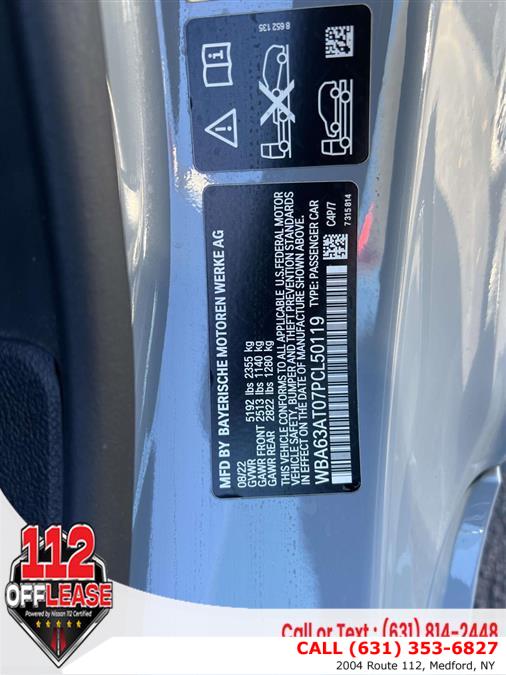 8 652 135
MFD BY BAYERISCHE MOTOREN WERKE AG
08/22
GVWR 5192 lbs 2355 kg
GAWR FRONT 2513 lbs 1140 kg
GAWR REAR 2822 lbs 1280 kg
THIS VEHICLE CONFORMS TO ALL APPLICABLE U.S.FEDERAL MOTOR
VEHICLE SAFETY, BUMPER, AND THEFT PREVENTION STANDARDS
IN EFFECT ON THE DATE OF MANUFACTURE SHOWN ABOVE.
WBA63AT07PCL50119 TYPE: PASSENGER CAR
C4P/7
7 315 814
112
OFFLEASE
Powered by Nissan 112 Certified
Call or Text : (631) 814-2448
CALL (631) 353-6827
2004 Route 112, Medford, NY